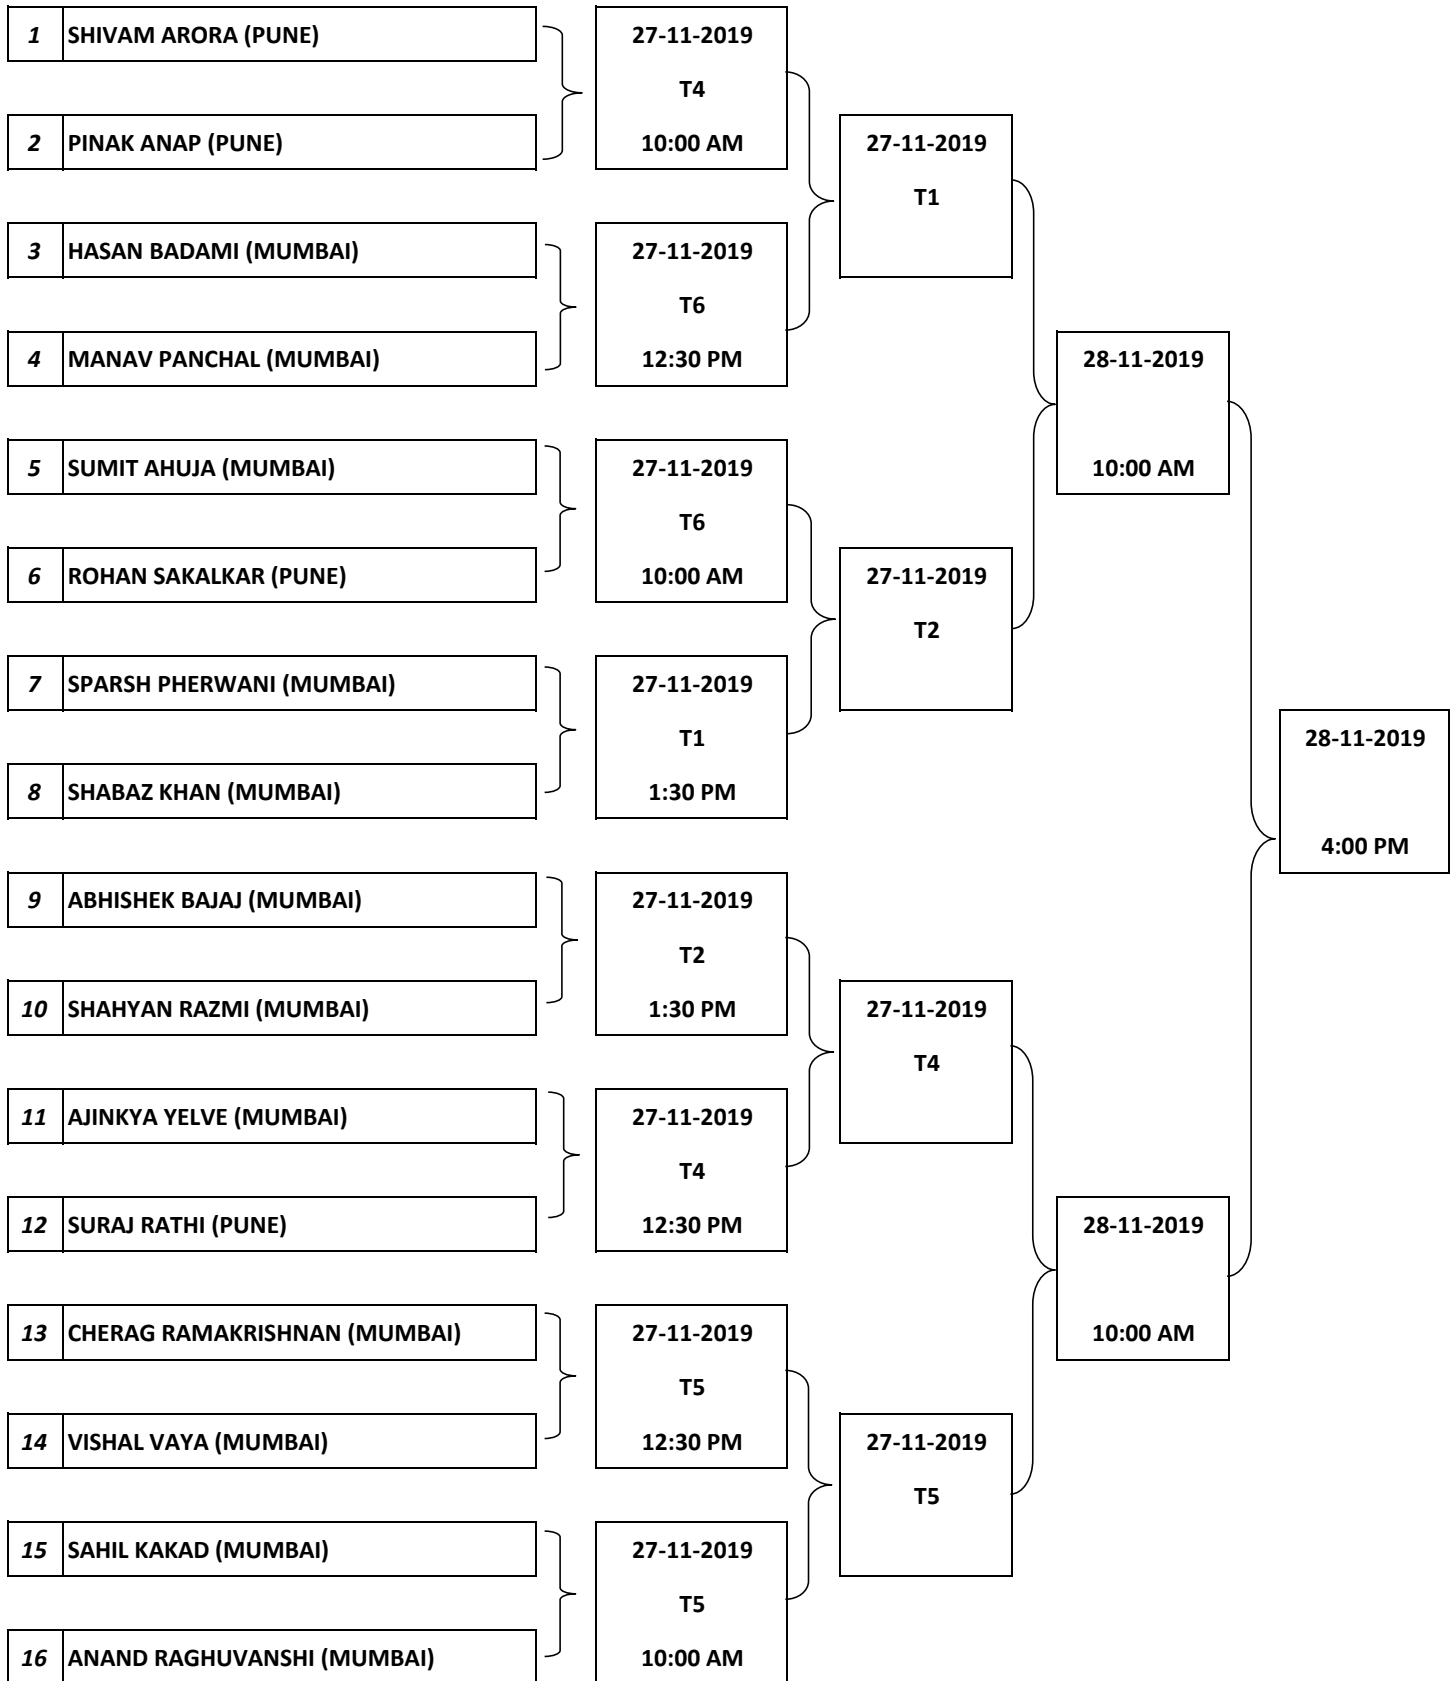 1 SHIVAM ARORA (PUNE) 27-11-2019
T4
2 PINAK ANAP (PUNE) 10:00 AM 27-11-2019
T1
3 HASAN BADAMI (MUMBAI) 27-11-2019
T6
4 MANAV PANCHAL (MUMBAI) 12:30 PM 28-11-2019
5 SUMIT AHUJA (MUMBAI) 27-11-2019 10:00 AM
T6
6 ROHAN SAKALKAR (PUNE) 10:00 AM 27-11-2019
T2
7 SPARSH PHERWANI (MUMBAI) 27-11-2019
T1 28-11-2019
8 SHABAZ KHAN (MUMBAI) 1:30 PM
4:00 PM
9 ABHISHEK BAJAJ (MUMBAI) 27-11-2019
T2
10 SHAHYAN RAZMI (MUMBAI) 1:30 PM 27-11-2019
T4
11 AJINKYA YELVE (MUMBAI) 27-11-2019
T4
12 SURAJ RATHI (PUNE) 12:30 PM 28-11-2019
13 CHERAG RAMAKRISHNAN (MUMBAI) 27-11-2019 10:00 AM
T5
14 VISHAL VAYA (MUMBAI) 12:30 PM 27-11-2019
T5
15 SAHIL KAKAD (MUMBAI) 27-11-2019
T5
16 ANAND RAGHUVANSHI (MUMBAI) 10:00 AM